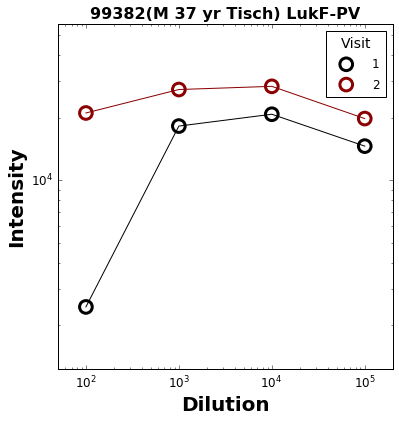 99382(M 37 yr Tisch) LukF-PV
Visit
1
2
Intensity
10^4
10^2 10^3 10^4 10^5
Dilution